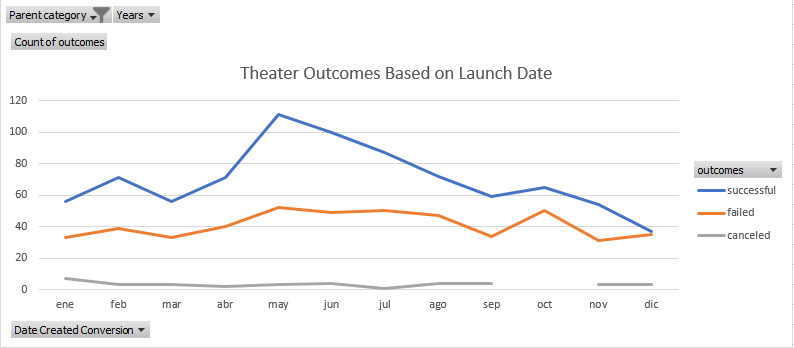 Parent category Years
Count of outcomes
Theater Outcomes Based on Launch Date
120
100
80
60
40
20
0
ene feb mar abr may jun jul ago sep oct nov dic
outcomes
successful
failed
canceled
Date Created Conversion